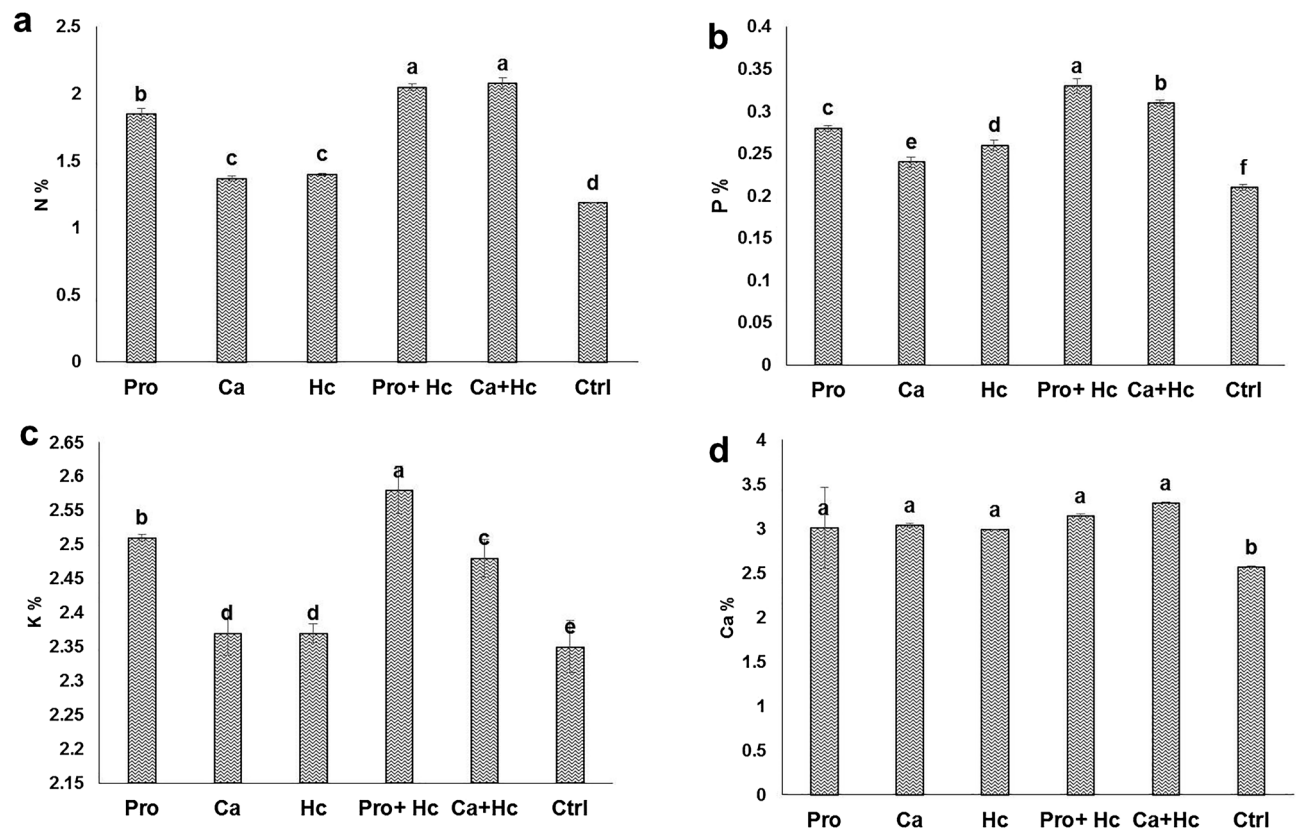 a
2.5
2
1.5
1
0.5
0
N %
b
c
c
a
a
d
Pro Ca Hc Pro+ Hc Ca+Hc Ctrl
b
0.4
0.35
0.3
0.25
0.2
0.15
0.1
0.05
0
P %
c
e
d
a
b
f
Pro Ca Hc Pro+ Hc Ca+Hc Ctrl
c
2.65
2.6
2.55
2.5
2.45
2.4
2.35
2.3
2.25
2.2
2.15
K %
b
d
d
a
c
e
Pro Ca Hc Pro+ Hc Ca+Hc Ctrl
d
4
3.5
3
2.5
2
1.5
1
0.5
0
Ca %
a
a
a
a
a
b
Pro Ca Hc Pro+ Hc Ca+Hc Ctrl